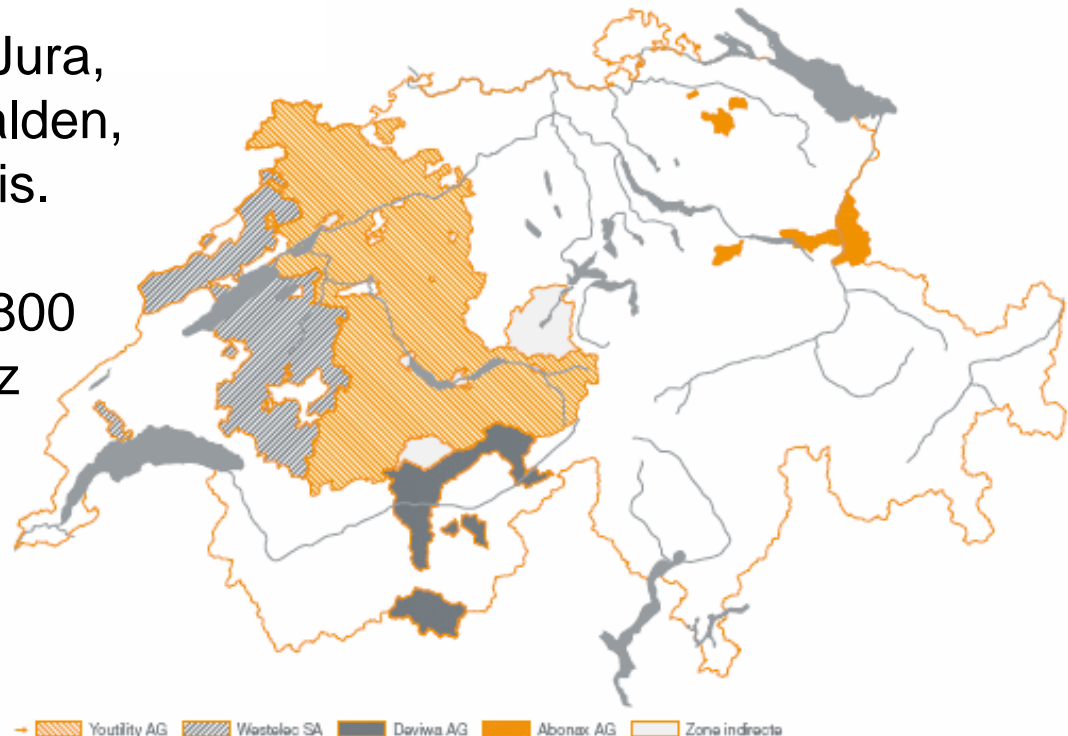 Jura,
alden,
is.
300
z
Youtility AG Westelec SA Deviwa AG Abonax AG Zone indirecte